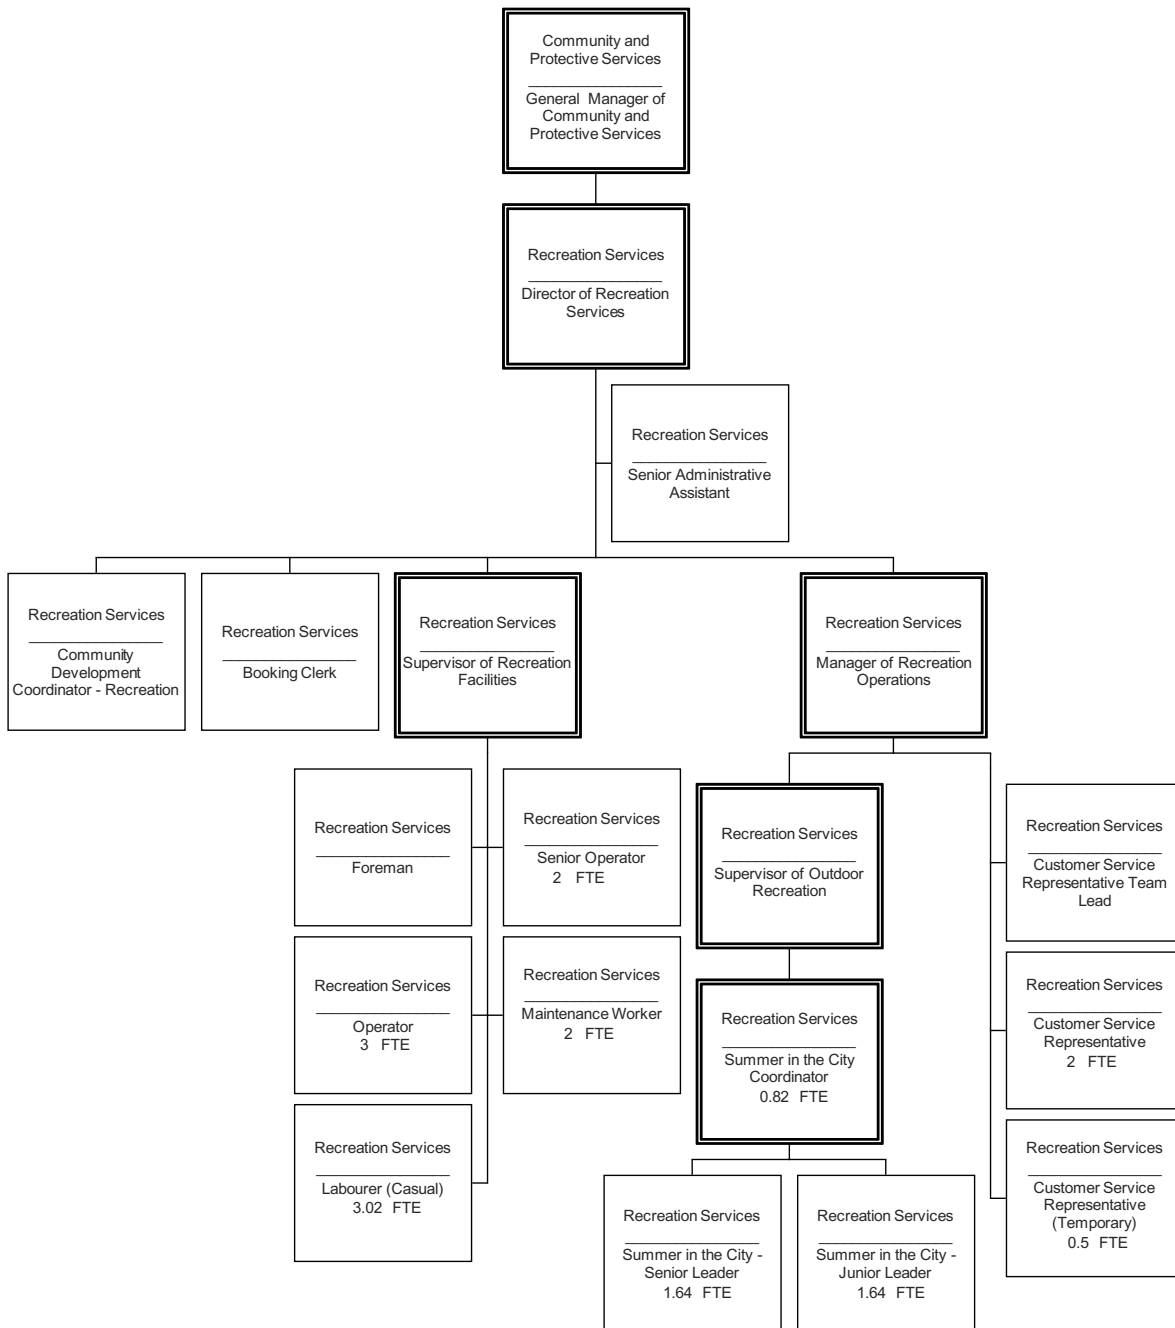 Community and
Protective Services
General Manager of
Community and
Protective Services
Recreation Services
Director of Recreation
Services
Recreation Services
Senior Administrative
Assistant
Recreation Services
Community
Development
Coordinator - Recreation
Recreation Services
Booking Clerk
Recreation Services
Supervisor of Recreation
Facilities
Recreation Services
Manager of Recreation
Operations
Recreation Services
Foreman
Recreation Services
Senior Operator
2 FTE
Recreation Services
Operator
3 FTE
Recreation Services
Maintenance Worker
2 FTE
Recreation Services
Labourer (Casual)
3.02 FTE
Recreation Services
Supervisor of Outdoor
Recreation
Recreation Services
Summer in the City
Coordinator
0.82 FTE
Recreation Services
Summer in the City -
Senior Leader
1.64 FTE
Recreation Services
Summer in the City -
Junior Leader
1.64 FTE
Recreation Services
Customer Service
Representative Team
Lead
Recreation Services
Customer Service
Representative
2 FTE
Recreation Services
Customer Service
Representative
(Temporary)
0.5 FTE